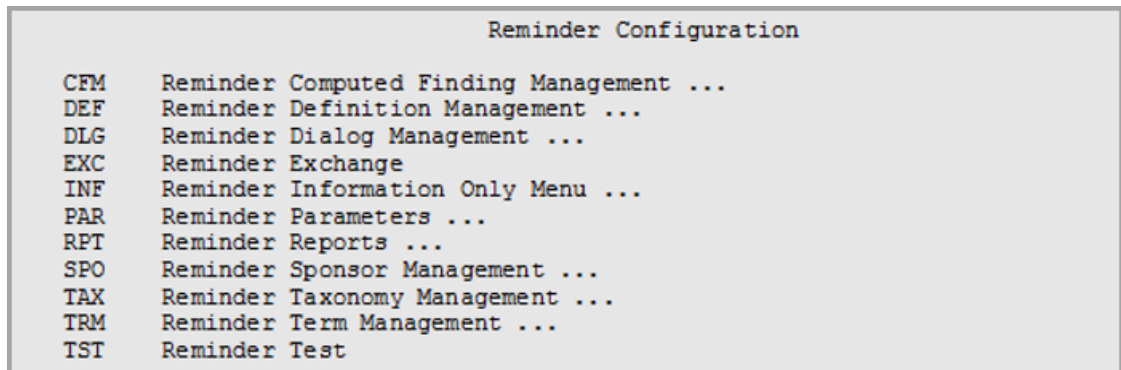 Reminder Configuration
CFM Reminder Computed Finding Management ...
DEF Reminder Definition Management ...
DLG Reminder Dialog Management ...
EXC Reminder Exchange
INF Reminder Information Only Menu ...
PAR Reminder Parameters ...
RPT Reminder Reports ...
SPO Reminder Sponsor Management ...
TAX Reminder Taxonomy Management ...
TRM Reminder Term Management ...
TST Reminder Test